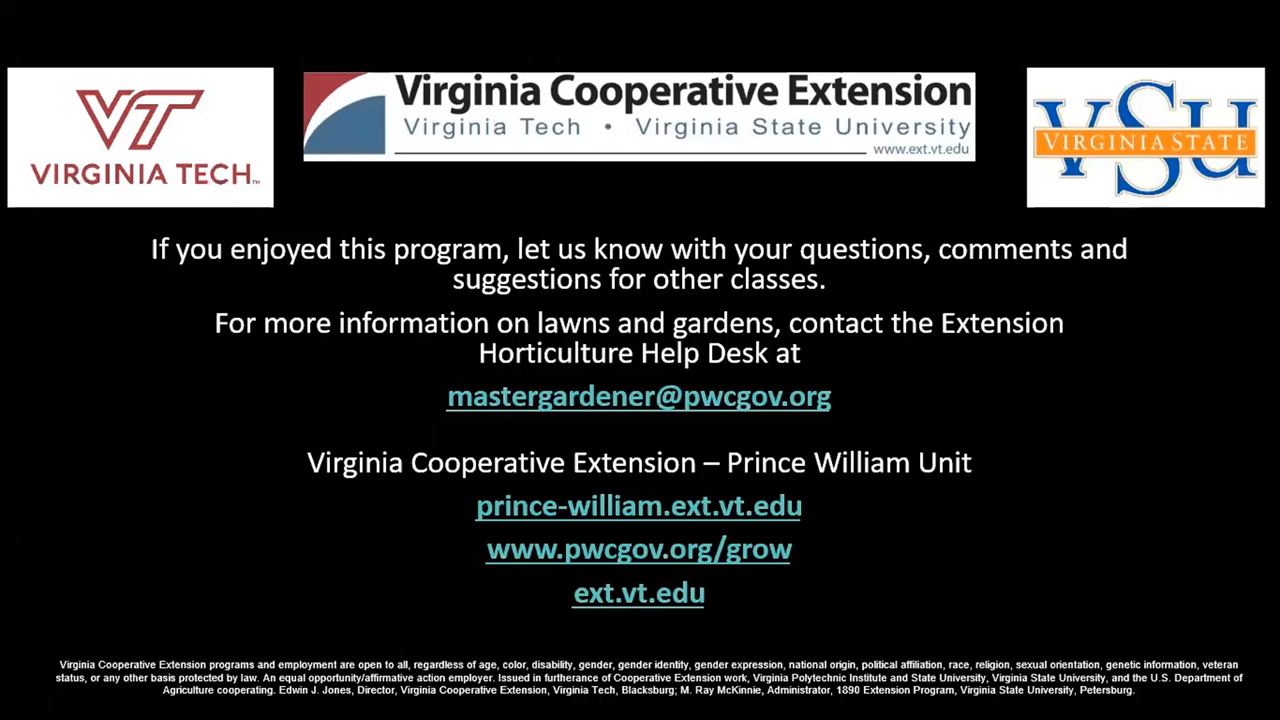 VT
VIRGINIA TECH™
Virginia Cooperative Extension
Virginia Tech • Virginia State University
www.ext.vt.edu
VSU
VIRGINIA STATE
If you enjoyed this program, let us know with your questions, comments and
suggestions for other classes.
For more information on lawns and gardens, contact the Extension
Horticulture Help Desk at
mastergardener@pwcgov.org
Virginia Cooperative Extension – Prince William Unit
prince-william.ext.vt.edu
www.pwcgov.org/grow
ext.vt.edu
Virginia Cooperative Extension programs and employment are open to all, regardless of age, color, disability, gender, gender identity, gender expression, national origin, political affiliation, race, religion, sexual orientation, genetic information, veteran
status, or any other basis protected by law. An equal opportunity/affirmative action employer. Issued in furtherance of Cooperative Extension work, Virginia Polytechnic Institute and State University, Virginia State University, and the U.S. Department of
Agriculture cooperating. Edwin J. Jones, Director, Virginia Cooperative Extension, Virginia Tech, Blacksburg; M. Ray McKinnie, Administrator, 1890 Extension Program, Virginia State University, Petersburg.